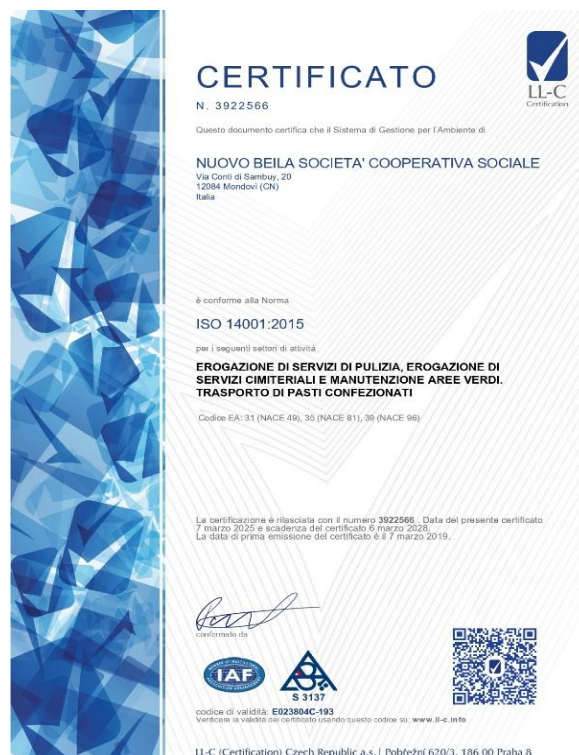 CERTIFICATO
LL-C
Certification
N. 3922566
Questo documento certifica che il Sistema di Gestione per l'Ambiente di
NUOVO BEILA SOCIETA' COOPERATIVA SOCIALE
Via Conti di Sambuy, 20
12084 Mondovì (CN)
Italia
è conforme alla Norma
ISO 14001:2015
per i seguenti settori di attività
EROGAZIONE DI SERVIZI DI PULIZIA, EROGAZIONE DI
SERVIZI CIMITERIALI E MANUTENZIONE AREE VERDI.
TRASPORTO DI PASTI CONFEZIONATI
Codice EA: 31 (NACE 49), 35 (NACE 81), 39 (NACE 96)
La certificazione è rilasciata con il numero 3922566 . Data del presente certificato
7 marzo 2025 e scadenza del certificato 6 marzo 2028.
La data di prima emissione del certificato è il 7 marzo 2019.
confermato da
IAF
S 3137
codice di validità: E023804C-193
Verificare la validità del certificato usando questo codice su: www.ll-c.info
LL-C (Certification) Czech Republic a.s. | Pobřežní 620/3, 186 00 Praha 8